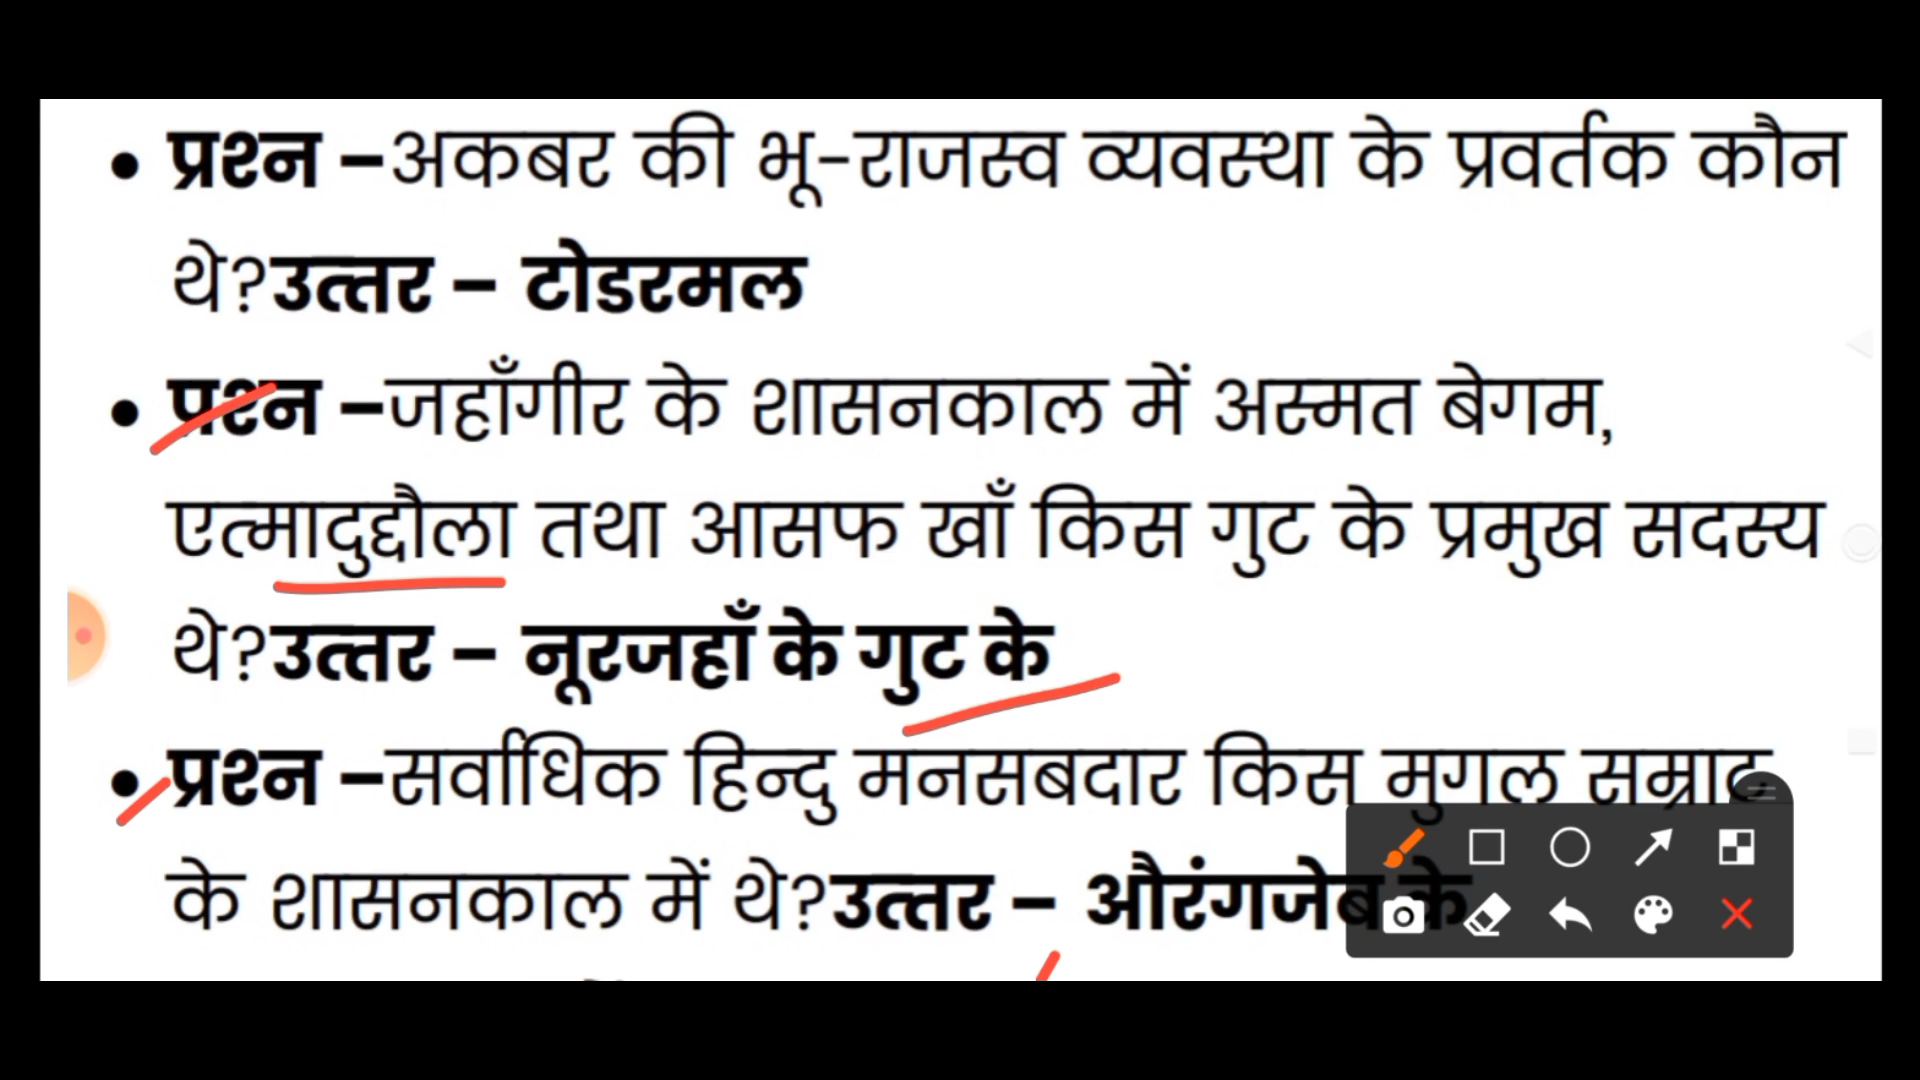 • प्रश्न –अकबर की भू-राजस्व व्यवस्था के प्रवर्तक कौन
थे?उत्तर – टोडरमल
• प्रश्न –जहाँगीर के शासनकाल में अस्मत बेगम,
एत्मादुद्दौला तथा आसफ खाँ किस गुट के प्रमुख सदस्य
थे?उत्तर – नूरजहाँ के गुट के
• प्रश्न –सर्वाधिक हिन्दु मनसबदार किस मुगल सम्राट
के शासनकाल में थे?उत्तर – औरंगजेब के